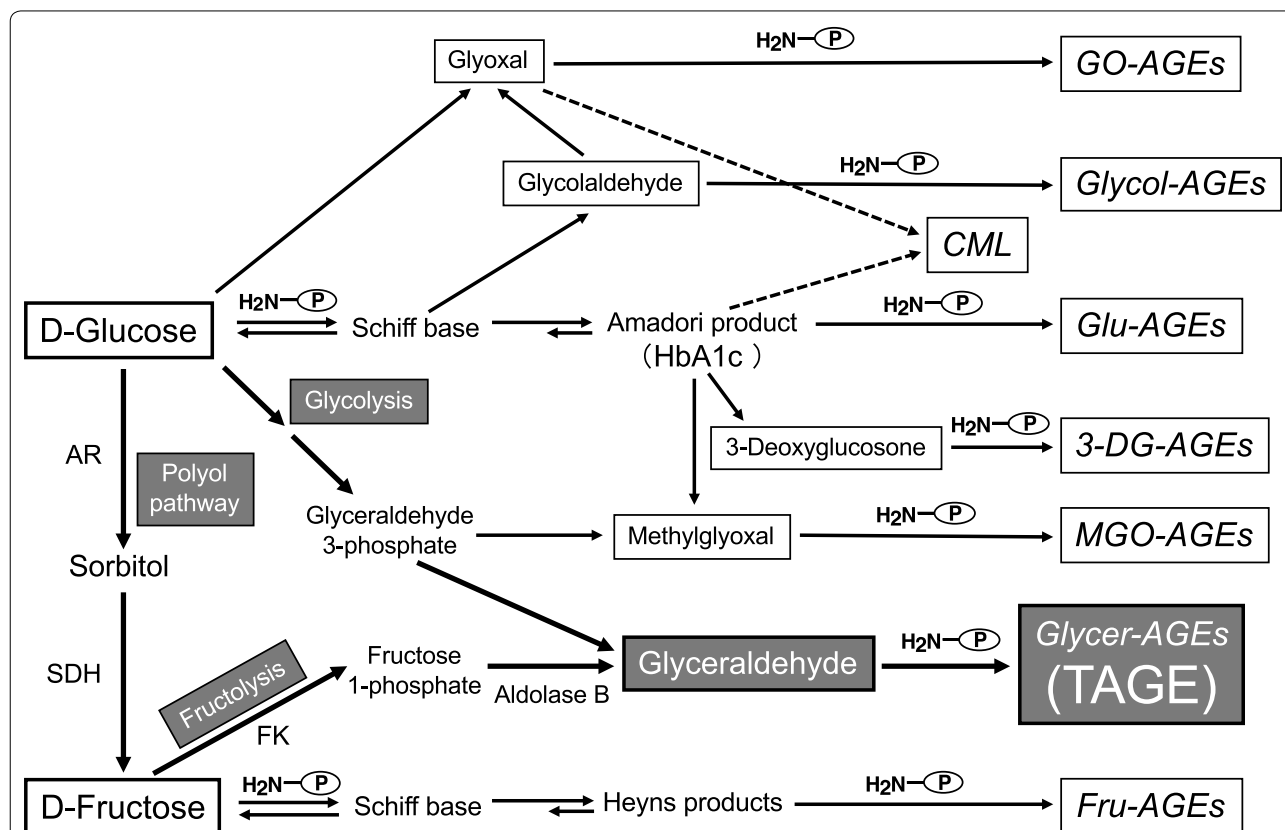 H2N-P
Glyoxal
GO-AGEs
H2N-P
Glycolaldehyde
Glycol-AGEs
CML
H2N-P
H2N-P
D-Glucose
Schiff base
Amadori product
(HbA1c)
Glu-AGEs
Glycolysis
H2N-P
AR
3-Deoxyglucosone
3-DG-AGEs
Polyol
pathway
Glyceraldehyde
3-phosphate
H2N-P
Methylglyoxal
MGO-AGEs
Sorbitol
H2N-P
Glycer-AGEs
(TAGE)
Glyceraldehyde
SDH
Fructolysis
Fructose
1-phosphate
Aldolase B
FK
H2N-P
H2N-P
D-Fructose
Schiff base
Heyns products
Fru-AGEs